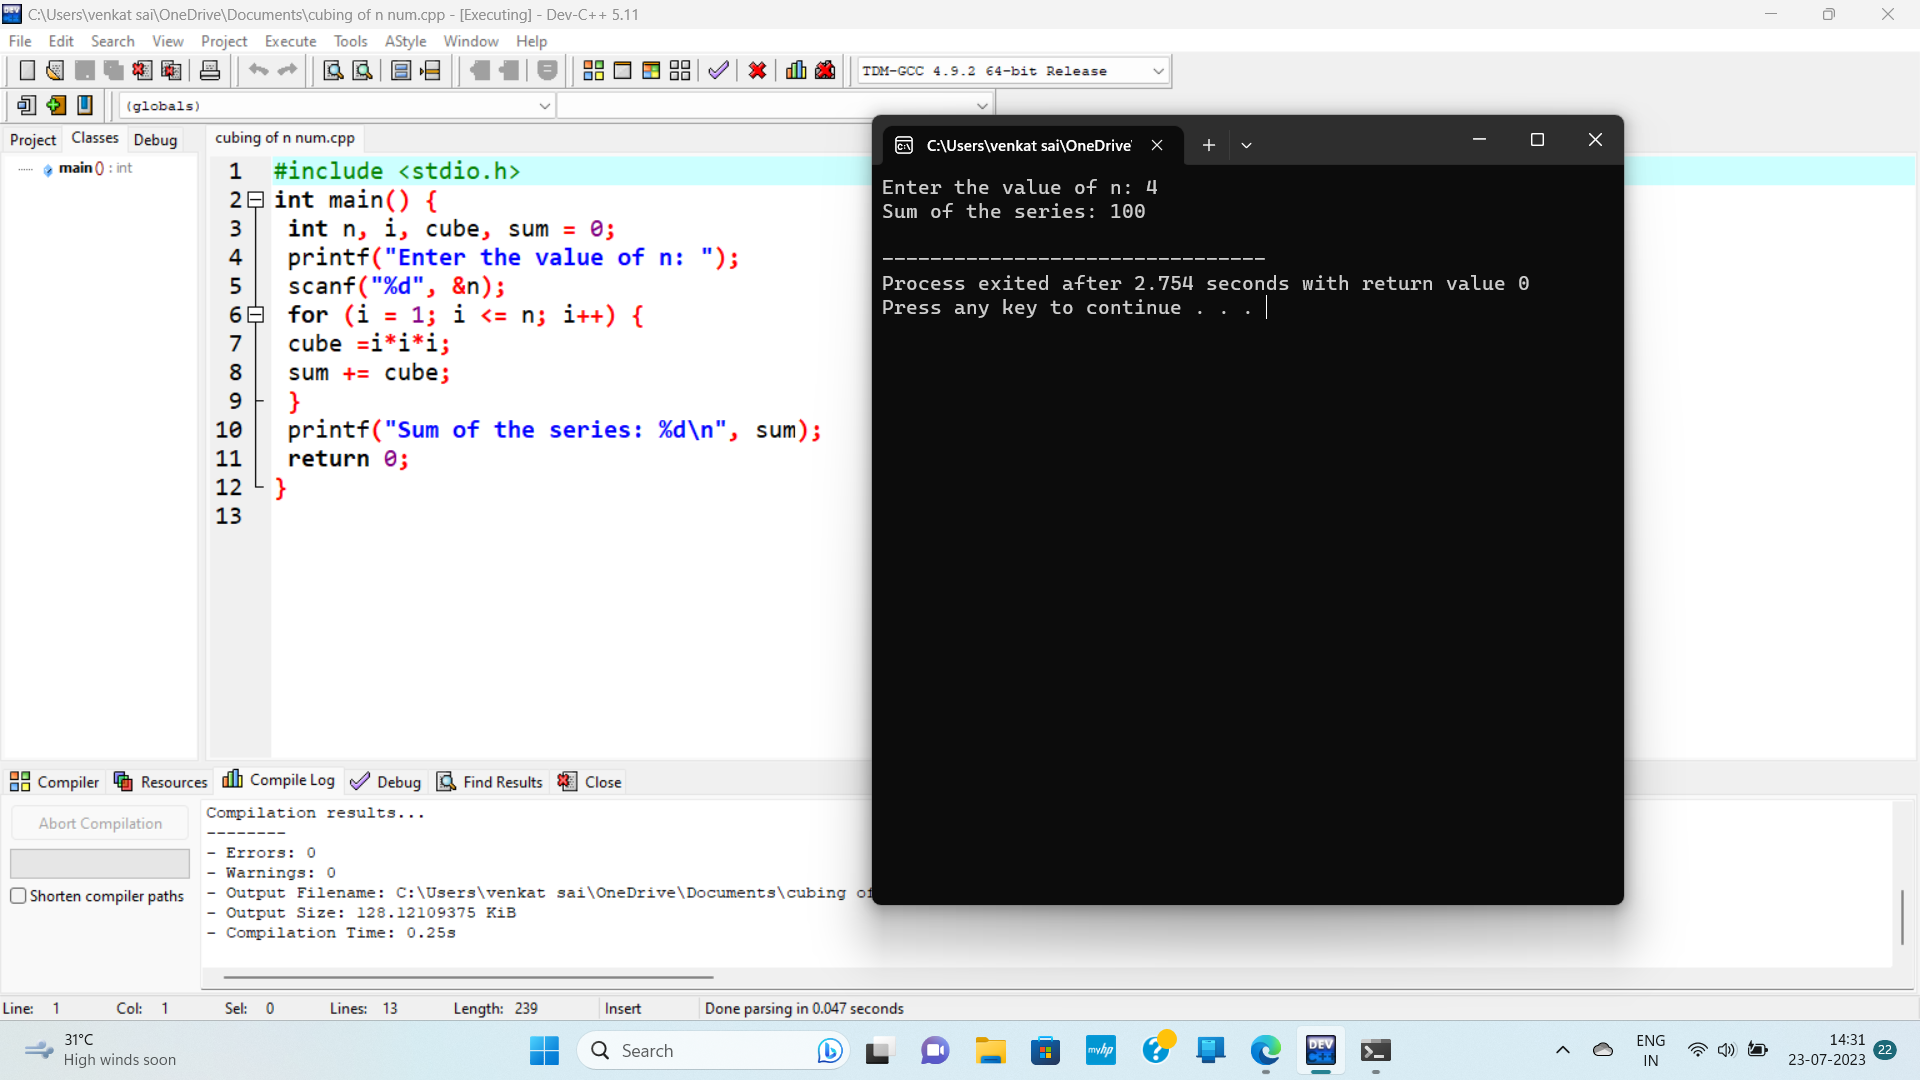 C:\Users\venkat sai\OneDrive\Documents\cubing of n num.cpp - [Executing] - Dev-C++ 5.11
File Edit Search View Project Execute Tools AStyle Window Help
TDM-GCC 4.9.2 64-bit Release
(globals)
Project Classes Debug
main () : int
cubing of n num.cpp
1 #include <stdio.h>
2 int main() {
3 int n, i, cube, sum = 0;
4 printf("Enter the value of n: ");
5 scanf("%d", &n);
6 for (i = 1; i <= n; i++) {
7 cube =i*i*i;
8 sum += cube;
9 }
10 printf("Sum of the series: %d\n", sum);
11 return 0;
12 }
13
C:\Users\venkat sai\OneDrive'
Enter the value of n: 4
Sum of the series: 100
--------------------------------
Process exited after 2.754 seconds with return value 0
Press any key to continue . . .
Compiler Resources Compile Log Debug Find Results Close
Abort Compilation
Shorten compiler paths
Compilation results...
--------
- Errors: 0
- Warnings: 0
- Output Filename: C:\Users\venkat sai\OneDrive\Documents\cubing of
- Output Size: 128.12109375 KiB
- Compilation Time: 0.25s
Line: 1 Col: 1 Sel: 0 Lines: 13 Length: 239 Insert Done parsing in 0.047 seconds
31°C
High winds soon
Search
myhp
DEV
ENG
IN
14:31
23-07-2023
22